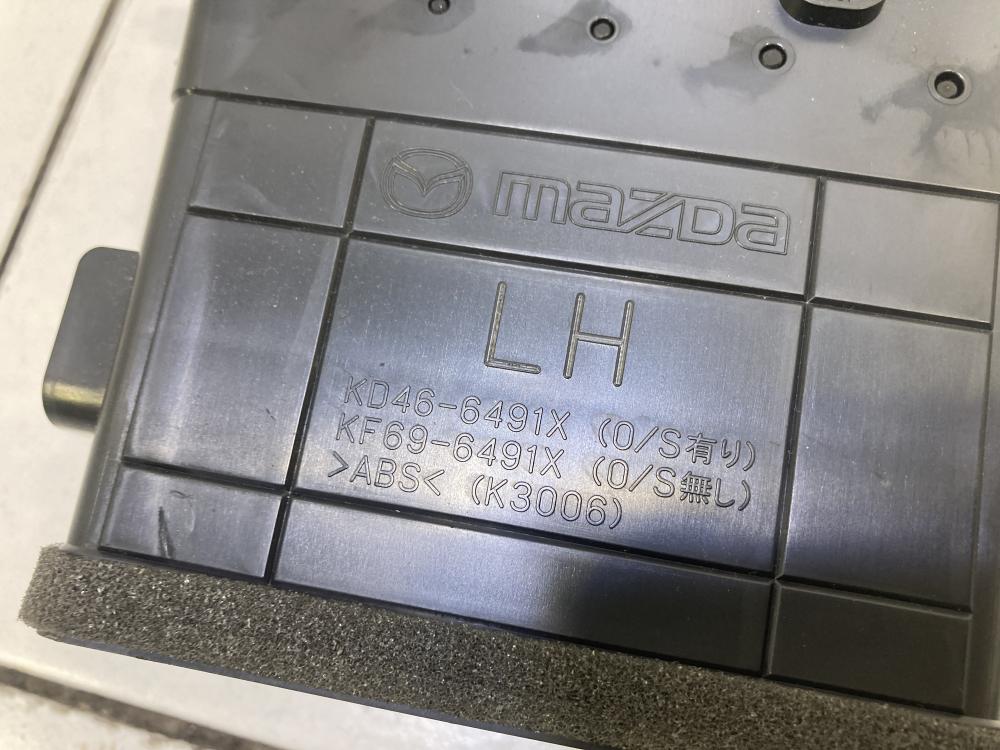 mazda
LH
KD46-6491X (O/S有り)
KF69-6491X (O/S無し)
>ABS< (K3006)